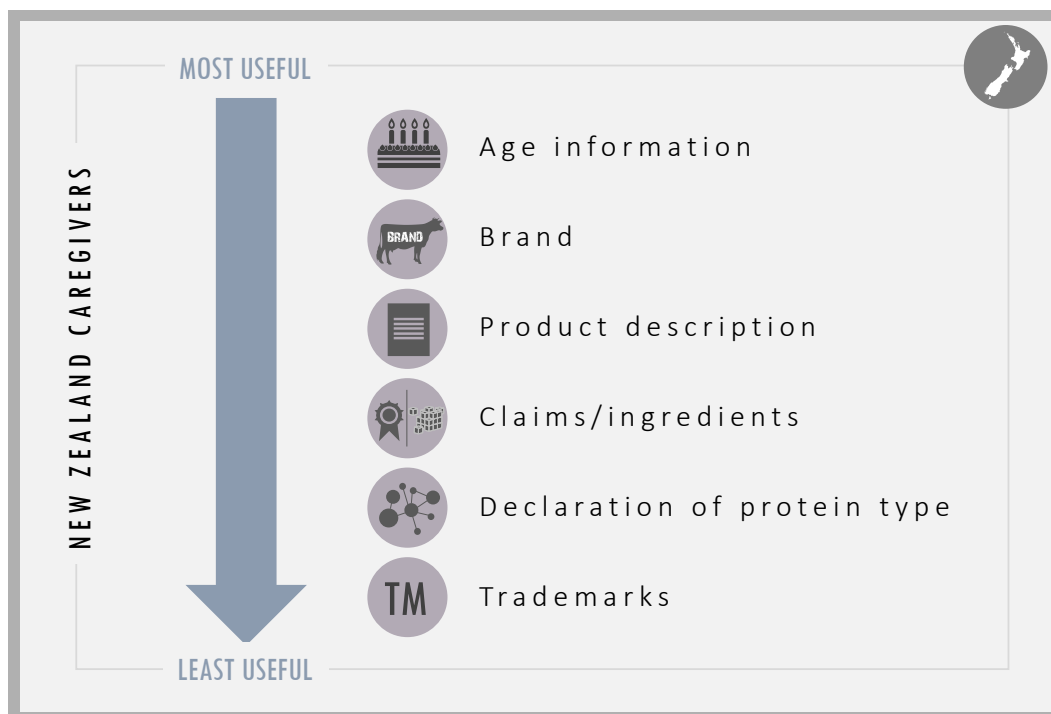 MOST USEFUL
NEW ZEALAND CAREGIVERS
Age information
BRAND
Brand
Product description
Claims/ingredients
Declaration of protein type
TM
Trademarks
LEAST USEFUL